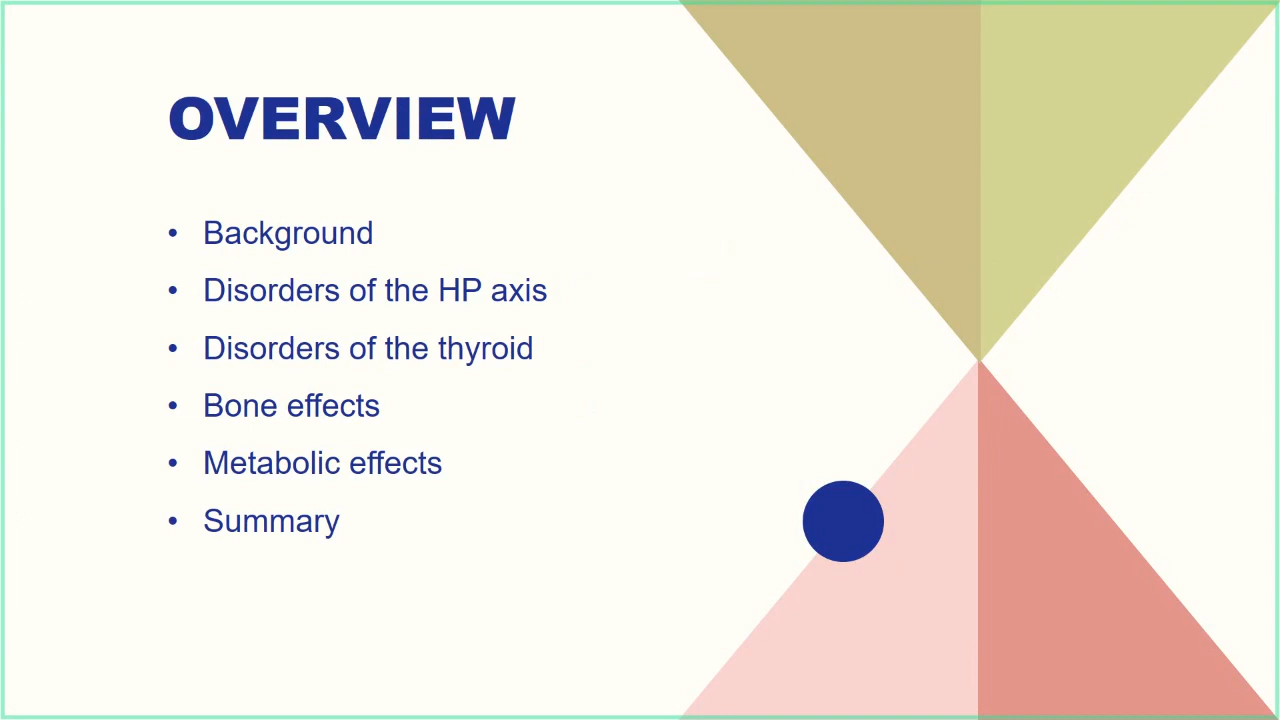 OVERVIEW
• Background
• Disorders of the HP axis
• Disorders of the thyroid
• Bone effects
• Metabolic effects
• Summary